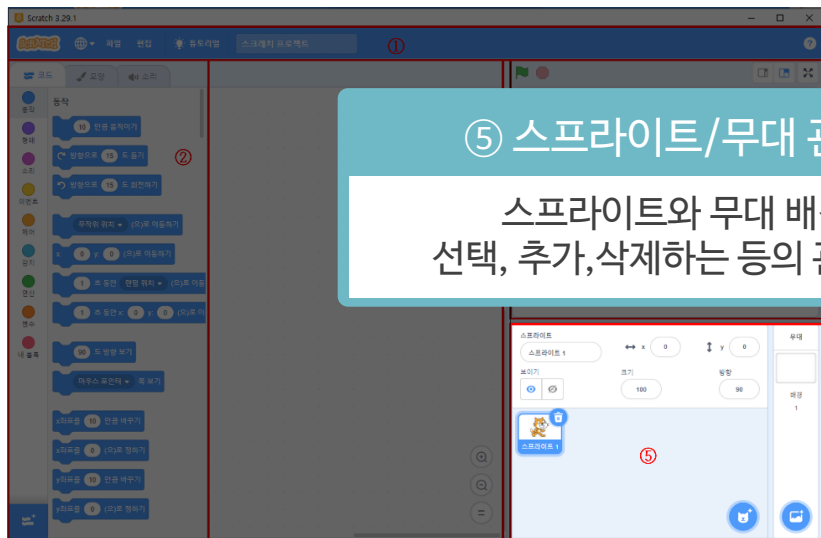 Scratch 3.29.1
SCRATCH 파일 편집 튜토리얼 스크래치 프로젝트 ①
코드 모양 소리
동작
동작
형태
소리
이벤트
제어
감지
연산
변수
내 블록
10 만큼 움직이기
방향으로 15 도 돌기
②
방향으로 15 도 회전하기
무작위 위치 (으)로 이동하기
x: 0 y: 0 (으)로 이동하기
1 초 동안 랜덤 위치 (으)로 이동
1 초 동안 x: 0 y: 0 (으)로 이
90 도 방향 보기
마우스 포인터 쪽 보기
x좌표를 10 만큼 바꾸기
x좌표를 0 (으)로 정하기
y좌표를 10 만큼 바꾸기
y좌표를 0 (으)로 정하기
⑤ 스프라이트/무대
스프라이트와 무대
선택, 추가,삭제하는 등의
스프라이트
스프라이트 1
x 0
y 0
보이기
크기
100
방향
90
스프라이트 1
⑤
무대
배경
1